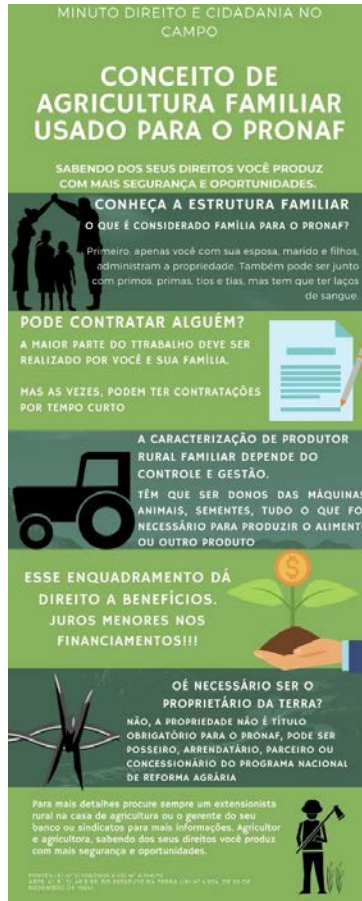 MINUTO DIREITO E CIDADANIA NO
CAMPO
CONCEITO DE
AGRICULTURA FAMILIAR
USADO PARA O PRONAF
SABENDO DOS SEUS DIREITOS VOCÊ PRODUZ
COM MAIS SEGURANÇA E OPORTUNIDADES.
CONHEÇA A ESTRUTURA FAMILIAR
O QUE É CONSIDERADO FAMÍLIA PARA O PRONAF?
Primeiro, apenas você com sua esposa, marido e filhos,
administram a propriedade. Também pode ser junto
com primos, primas, tios e tias, mas tem que ter laços
de sangue.
PODE CONTRATAR ALGUÉM?
A MAIOR PARTE DO TTRABALHO DEVE SER
REALIZADO POR VOCÊ E SUA FAMÍLIA.
MAS AS VEZES, PODEM TER CONTRATAÇÕES
POR TEMPO CURTO
A CARACTERIZAÇÃO DE PRODUTOR
RURAL FAMILIAR DEPENDE DO
CONTROLE E GESTÃO.
TÊM QUE SER DONOS DAS MÁQUINAS
ANIMAIS, SEMENTES, TUDO O QUE FO
NECESSÁRIO PARA PRODUZIR O ALIMENTO
OU OUTRO PRODUTO
ESSE ENQUADRAMENTO DÁ
DIREITO A BENEFÍCIOS.
JUROS MENORES NOS
FINANCIAMENTOS!!!
OÉ NECESSÁRIO SER O
PROPRIETÁRIO DA TERRA?
NÃO, A PROPRIEDADE NÃO É TÍTULO
OBRIGATÓRIO PARA O PRONAF, PODE SER
POSSEIRO, ARRENDATÁRIO, PARCEIRO OU
CONCESSIONÁRIO DO PROGRAMA NACIONAL
DE REFORMA AGRÁRIA
Para mais detalhes procure sempre um extensionista
rural na casa de agricultura ou o gerente do seu
banco ou sindicatos para mais informações. Agricultor
e agricultora, sabendo dos seus direitos você produz
com mais segurança e oportunidades.